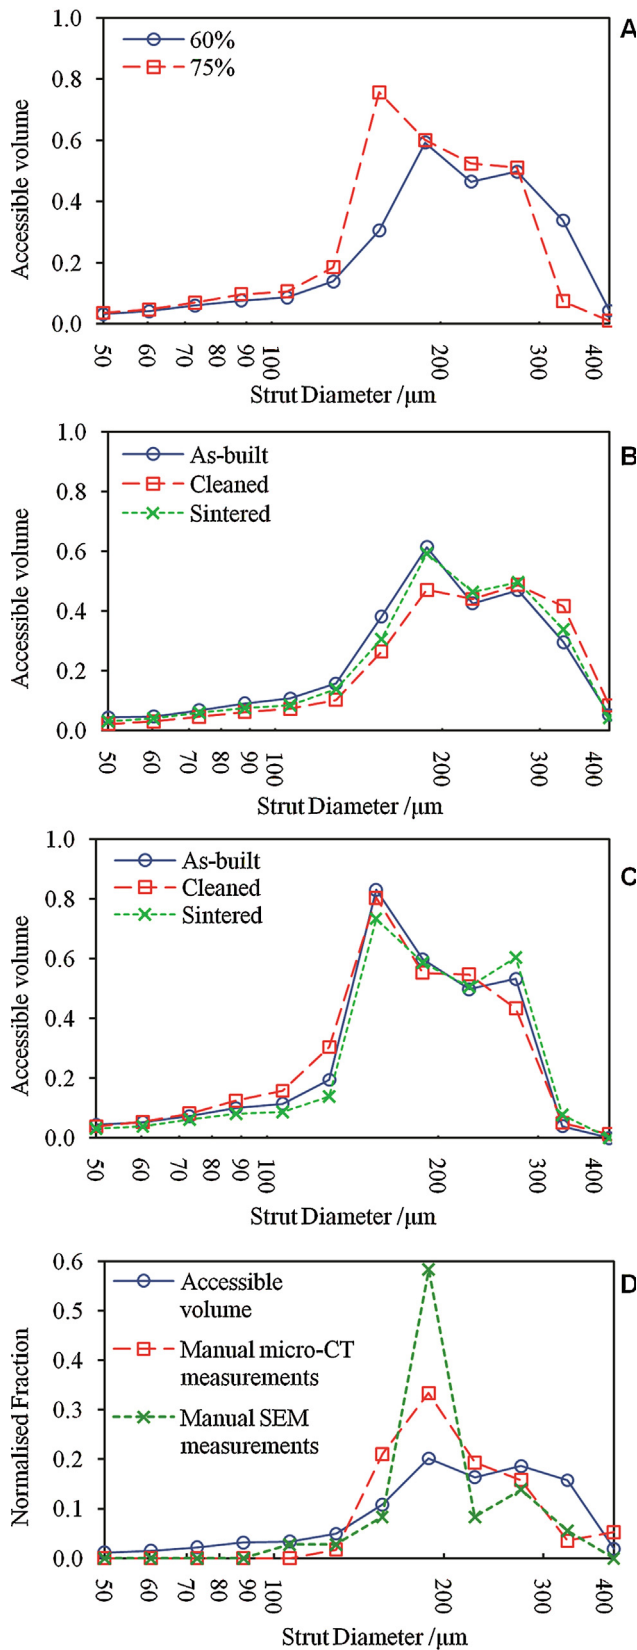 A
1.0
0.8
0.6
0.4
0.2
0.0
Accessible volume
60%
75%
50
60
70
80
90
100
200
300
400
Strut Diameter /μm
B
1.0
0.8
0.6
0.4
0.2
0.0
Accessible volume
As-built
Cleaned
Sintered
50
60
70
80
90
100
200
300
400
Strut Diameter /μm
C
1.0
0.8
0.6
0.4
0.2
0.0
Accessible volume
As-built
Cleaned
Sintered
50
60
70
80
90
100
200
300
400
Strut Diameter /μm
D
0.6
0.5
0.4
0.3
0.2
0.1
0.0
Normalised Fraction
Accessible
volume
Manual micro-CT
measurements
Manual SEM
measurements
50
60
70
80
90
100
200
300
400
Strut Diameter /μm